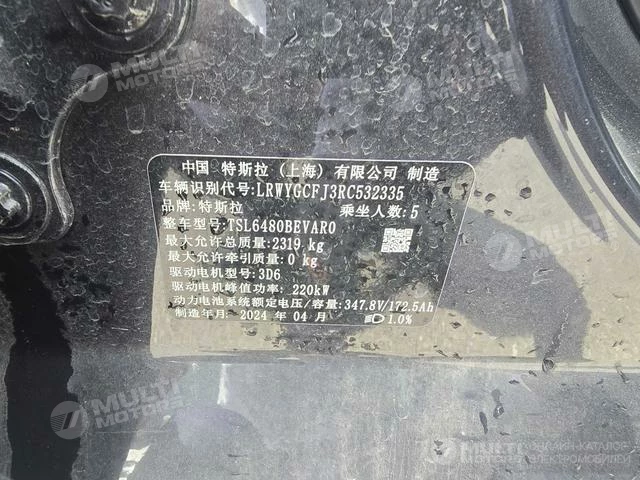 MULTI
MOTORS
MULTI
MOTORS
中国 特斯拉（上海）有限公司 制造
车辆识别代号:LRWYGCFJ3RC532335
品牌:特斯拉 乘坐人数:5
整车型号:TSL6480BEVAR0
最大允许总质量:2319 kg
最大允许牵引质量:0 kg
驱动电机型号:3D6
驱动电机峰值功率: 220kW
动力电池系统额定电压/容量:347.8V/172.5Ah
制造年月: 2024 年 04 月 1.0%
MULTI
MOTORS
MULTI
MOTORS
ОНЛАЙН-КАТАЛОГ
ЭЛЕКТРОМОБИЛЕЙ